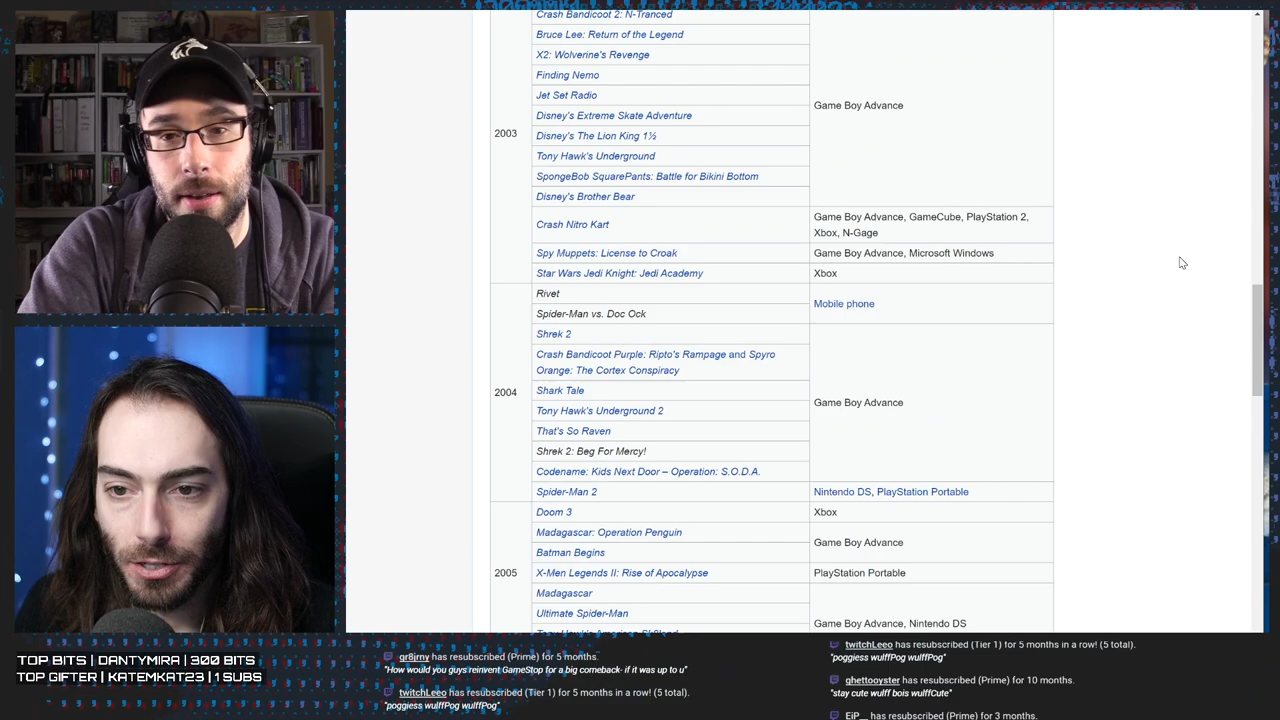 Crash Bandicoot 2: N-Tranced
Bruce Lee: Return of the Legend
X2: Wolverine's Revenge
Finding Nemo
Jet Set Radio
Game Boy Advance
Disney's Extreme Skate Adventure
2003
Disney's The Lion King 1½
Tony Hawk's Underground
SpongeBob SquarePants: Battle for Bikini Bottom
Disney's Brother Bear
Crash Nitro Kart
Game Boy Advance, GameCube, PlayStation 2,
Xbox, N-Gage
Spy Muppets: License to Croak
Game Boy Advance, Microsoft Windows
Star Wars Jedi Knight: Jedi Academy
Xbox
Rivet
Mobile phone
Spider-Man vs. Doc Ock
Shrek 2
Crash Bandicoot Purple: Ripto's Rampage and Spyro
Orange: The Cortex Conspiracy
Shark Tale
2004
Game Boy Advance
Tony Hawk's Underground 2
That's So Raven
Shrek 2: Beg For Mercy!
Codename: Kids Next Door – Operation: S.O.D.A.
Spider-Man 2
Nintendo DS, PlayStation Portable
Doom 3
Xbox
Madagascar: Operation Penguin
Game Boy Advance
Batman Begins
2005
X-Men Legends II: Rise of Apocalypse
PlayStation Portable
Madagascar
Ultimate Spider-Man
Game Boy Advance, Nintendo DS
TOP BITS | DANTYMIRA | 300 BITS
TOP GIFTER | KATEMKAT23 | 1 SUBS
gr8jrny has resubscribed (Prime) for 5 months.
"How would you guys reinvent GameStop for a big comeback- if it was up to u"
twitchLeeo has resubscribed (Tier 1) for 5 months in a row! (5 total).
"poggiess wulffPog wulffPog"
twitchLeeo has resubscribed (Tier 1) for 5 months in a row! (5 total).
"poggiess wulffPog wulffPog"
ghettooyster has resubscribed (Prime) for 10 months.
"stay cute wulff bois wulffCute"
EiP__ has resubscribed (Prime) for 3 months.